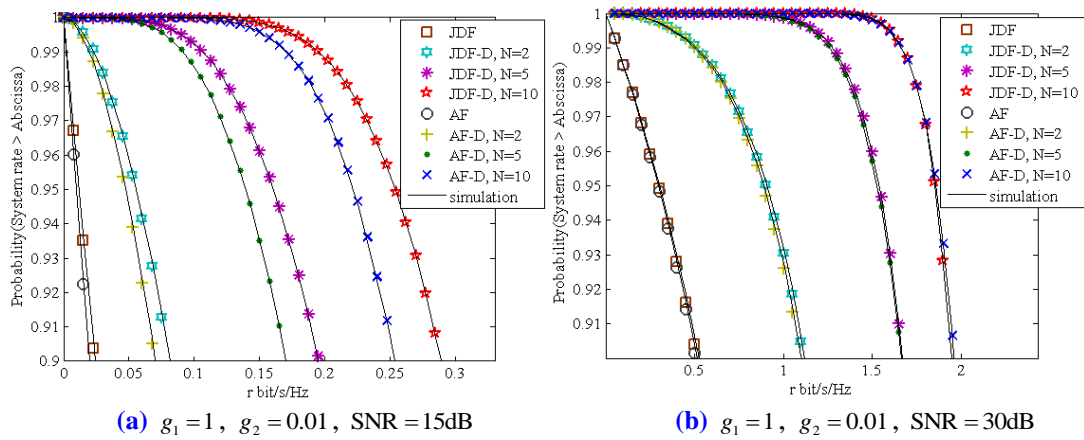 1
0.99
0.98
0.97
0.96
0.95
0.94
0.93
0.92
0.91
0.9
0
0.05
0.1
0.15
0.2
0.25
0.3
Probability(System rate > Abscissa)
r bit/s/Hz
JDF
JDF-D, N=2
JDF-D, N=5
JDF-D, N=10
AF
AF-D, N=2
AF-D, N=5
AF-D, N=10
simulation
(a) g₁ = 1, g₂ = 0.01, SNR = 15dB
1
0.99
0.98
0.97
0.96
0.95
0.94
0.93
0.92
0.91
0.5
1
1.5
2
Probability(System rate > Abscissa)
r bit/s/Hz
JDF
JDF-D, N=2
JDF-D, N=5
JDF-D, N=10
AF
AF-D, N=2
AF-D, N=5
AF-D, N=10
simulation
(b) g₁ = 1, g₂ = 0.01, SNR = 30dB